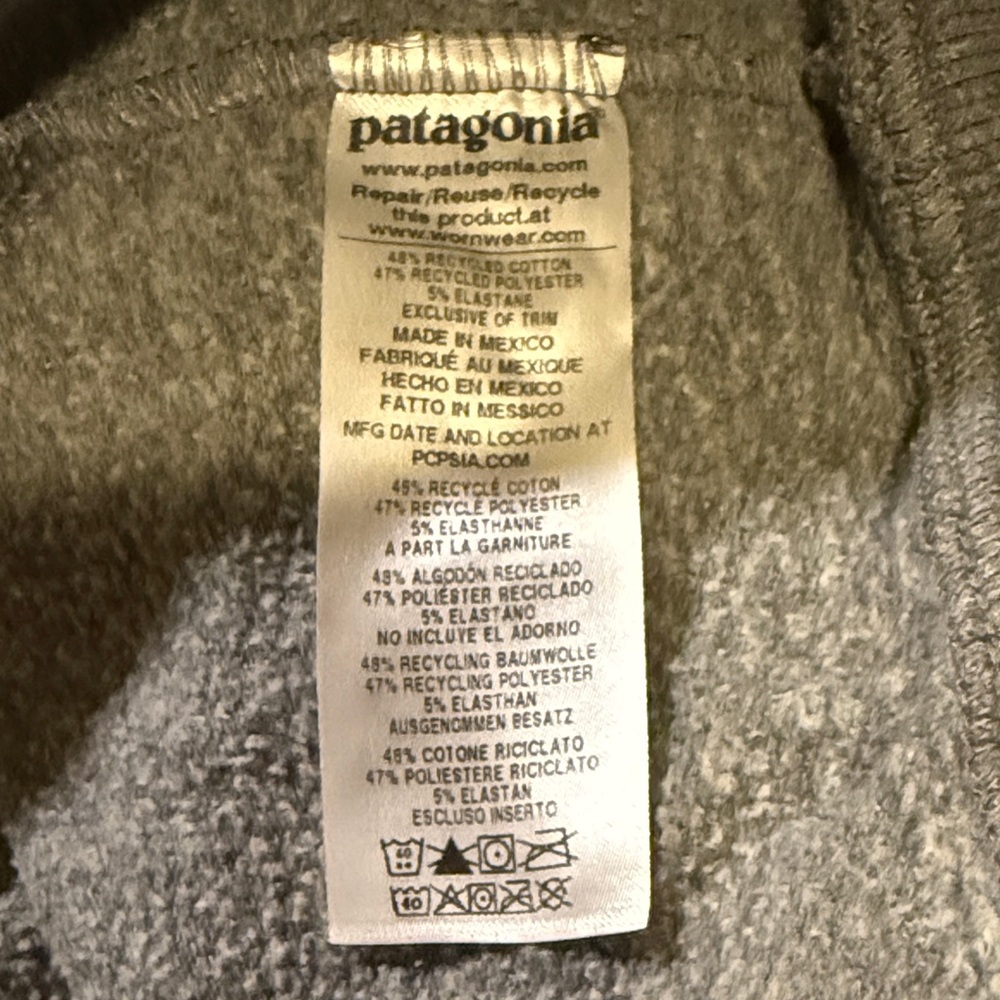 patagonia
www.patagonia.com
Repair/Reuse/Recycle
this product.at
www.wornwear.com
48% RECYCLED COTTON
47% RECYCLED POLYESTER
5% ELASTANE
EXCLUSIVE OF TRIM
MADE IN MEXICO
FABRIQUÉ AU MEXIQUE
HECHO EN MEXICO
FATTO IN MESSICO
MFG DATE AND LOCATION AT
PCPSIA.COM
48% RECYCLÉ COTON
47% RECYCLÉ POLYESTER
5% ELASTHANNE
A PART LA GARNITURE
48% ALGODÓN RECICLADO
47% POLIÉSTER RECICLADO
5% ELASTANO
NO INCLUYE EL ADORNO
48% RECYCLING BAUMWOLLE
47% RECYCLING POLYESTER
5% ELASTHAN
AUSGENOMMEN BESATZ
48% COTONE RICICLATO
47% POLIESTERE RICICLATO
5% ELASTAN
ESCLUSO INSERTO
40